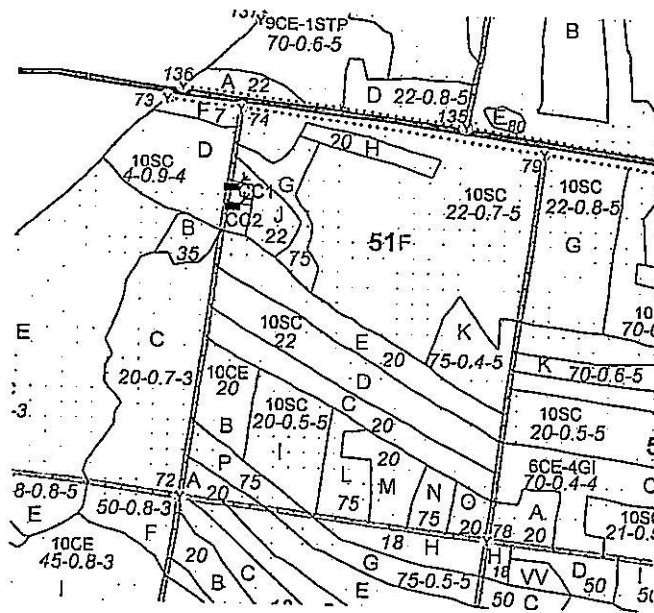 131
9CE-1STP
70-0.6-5
B
136
A 22
D 22-0.8-5
73
F 7
74
135
E 80
20 H
79
D
10SC
4-0.9-4
10SC
22-0.7-5
10SC
22-0.8-5
G
CC1
J
CC2
22
51F
G
B
35
75
E
C
20-0.7-3
10SC
22
E
20
K
75-0.4-5
K 70-0.6-5
D
10CE
20
C
20
10SC
20-0.5-5
10SC
20-0.5-5
B
I
20
6CE-4GI
70-0.4-4
P
75
L
75
M
N
75
O
20
A
20
C
72
A
20
78
8-0.8-5
E
50-0.8-3
F
10CE
45-0.8-3
I
20
B
C
18 H
G
75-0.5-5
E
H
18
D
50
50
C